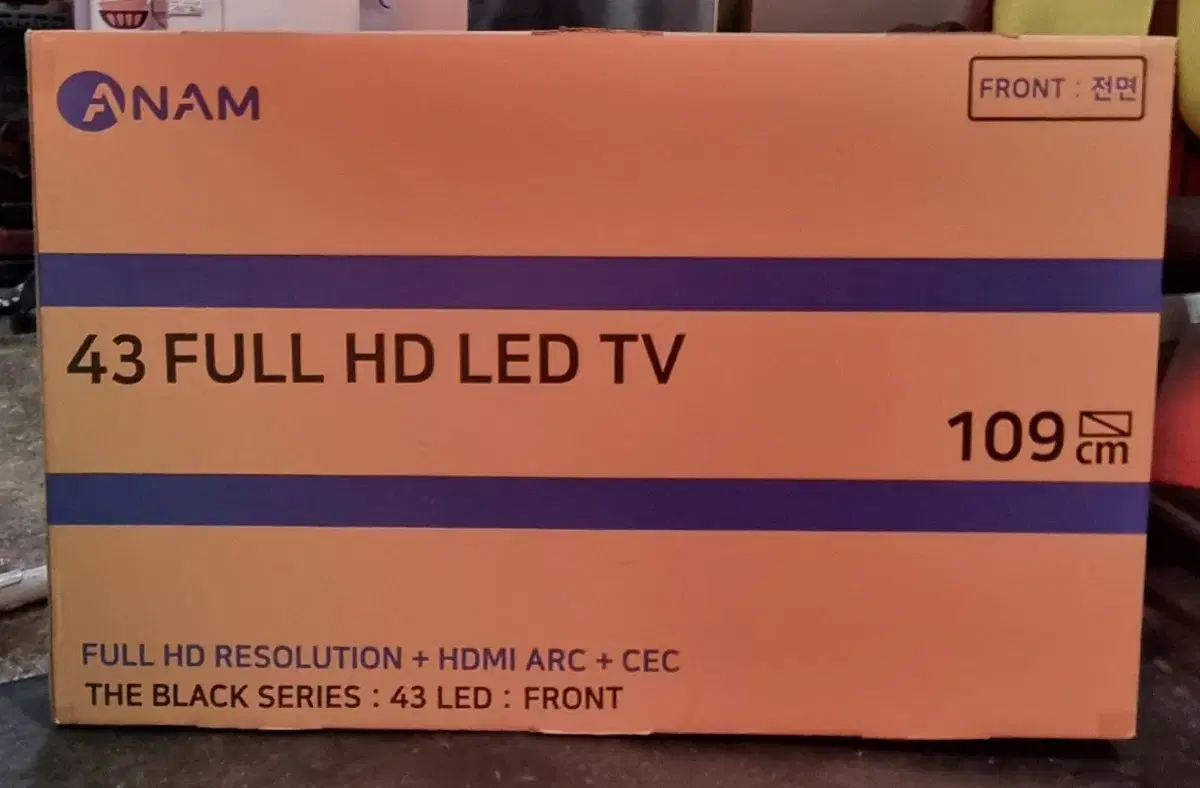 ANAM
FRONT : 전면
43 FULL HD LED TV
109 cm
FULL HD RESOLUTION + HDMI ARC + CEC
THE BLACK SERIES : 43 LED : FRONT